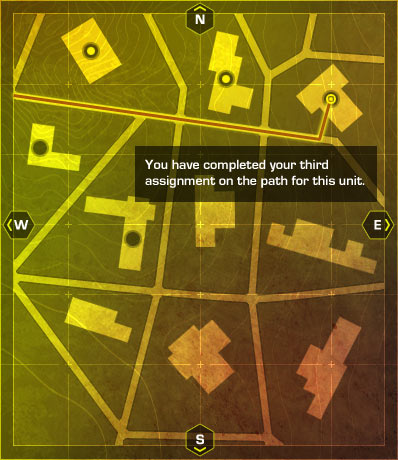 N
You have completed your third
assignment on the path for this unit.
W
E
S